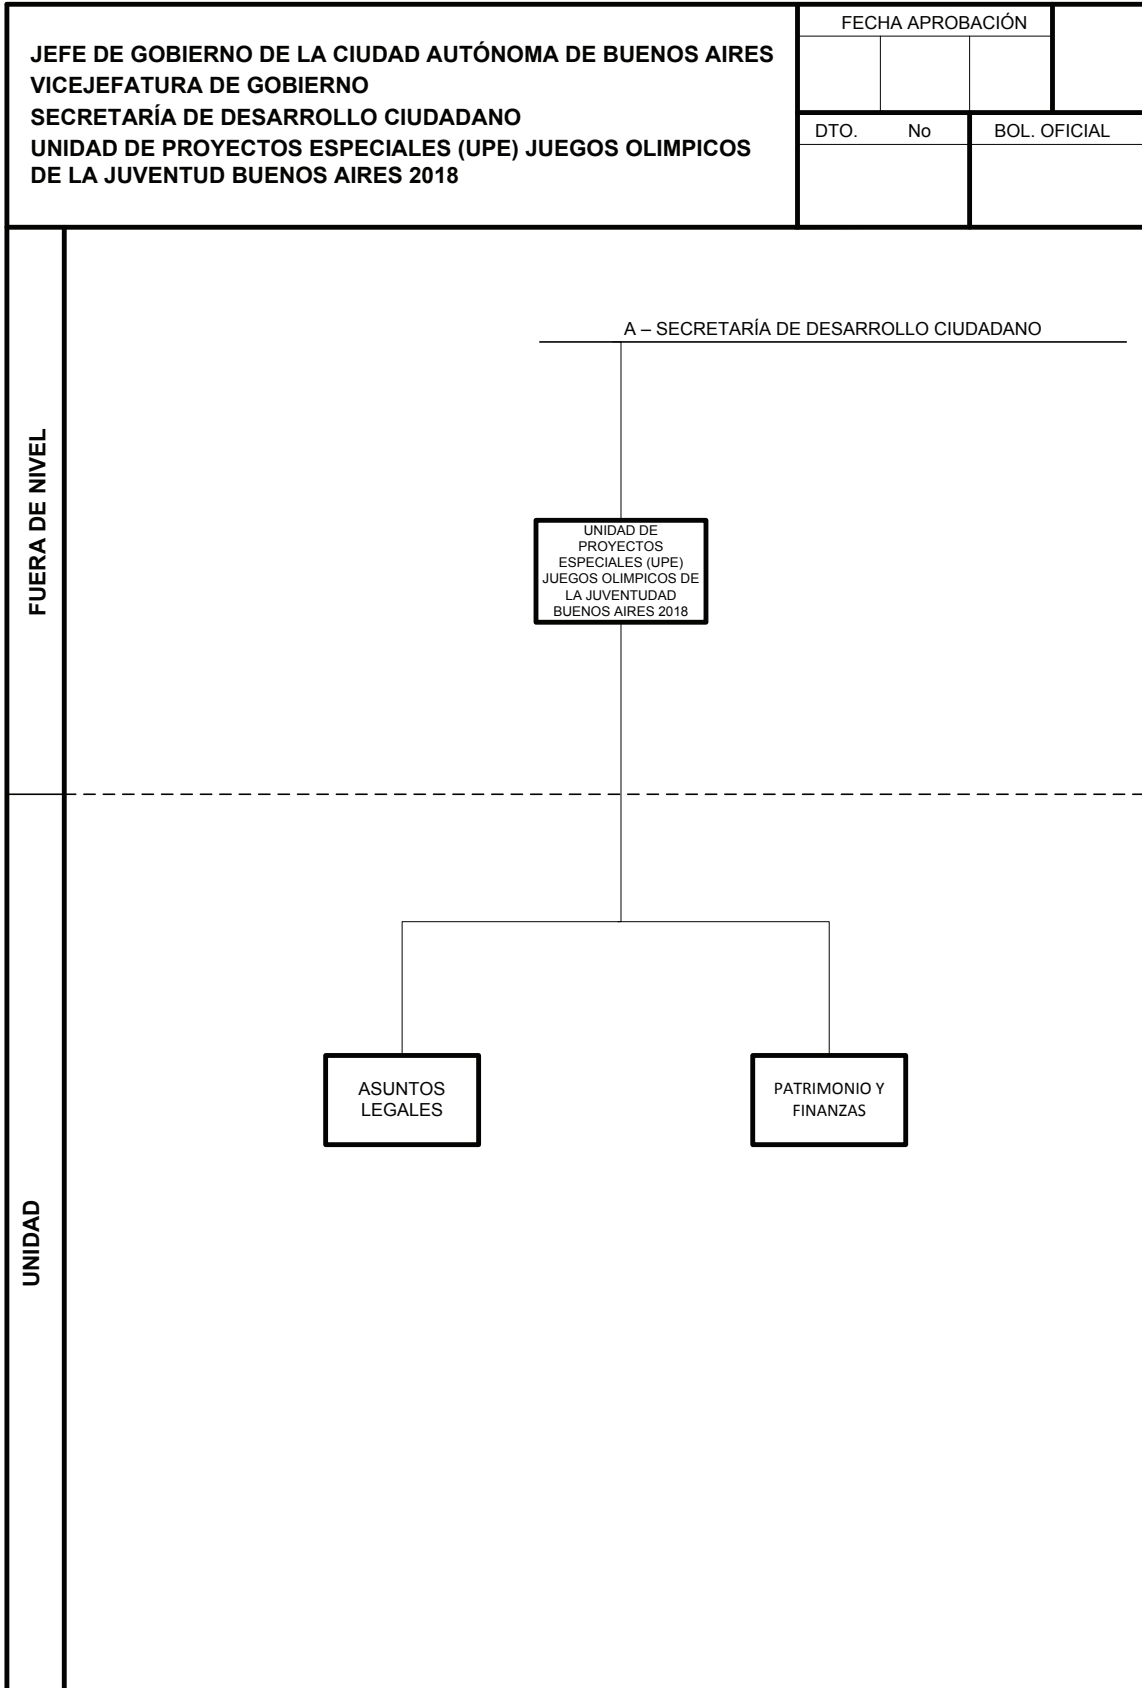 JEFE DE GOBIERNO DE LA CIUDAD AUTÓNOMA DE BUENOS AIRES
VICEJEFATURA DE GOBIERNO
SECRETARÍA DE DESARROLLO CIUDADANO
UNIDAD DE PROYECTOS ESPECIALES (UPE) JUEGOS OLIMPICOS
DE LA JUVENTUD BUENOS AIRES 2018
FECHA APROBACIÓN
DTO. No
BOL. OFICIAL
FUERA DE NIVEL
A – SECRETARÍA DE DESARROLLO CIUDADANO
UNIDAD DE
PROYECTOS
ESPECIALES (UPE)
JUEGOS OLIMPICOS DE
LA JUVENTUDAD
BUENOS AIRES 2018
UNIDAD
ASUNTOS
LEGALES
PATRIMONIO Y
FINANZAS